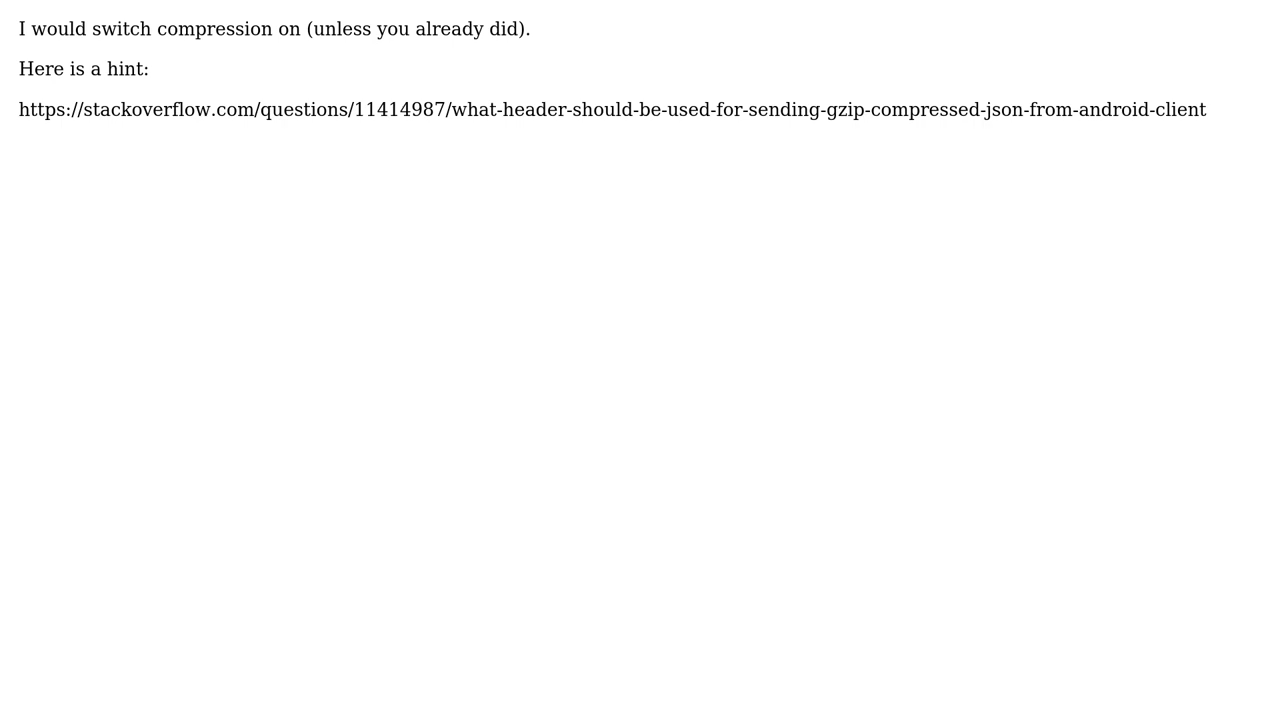 I would switch compression on (unless you already did).
Here is a hint:
https://stackoverflow.com/questions/11414987/what-header-should-be-used-for-sending-gzip-compressed-json-from-android-client